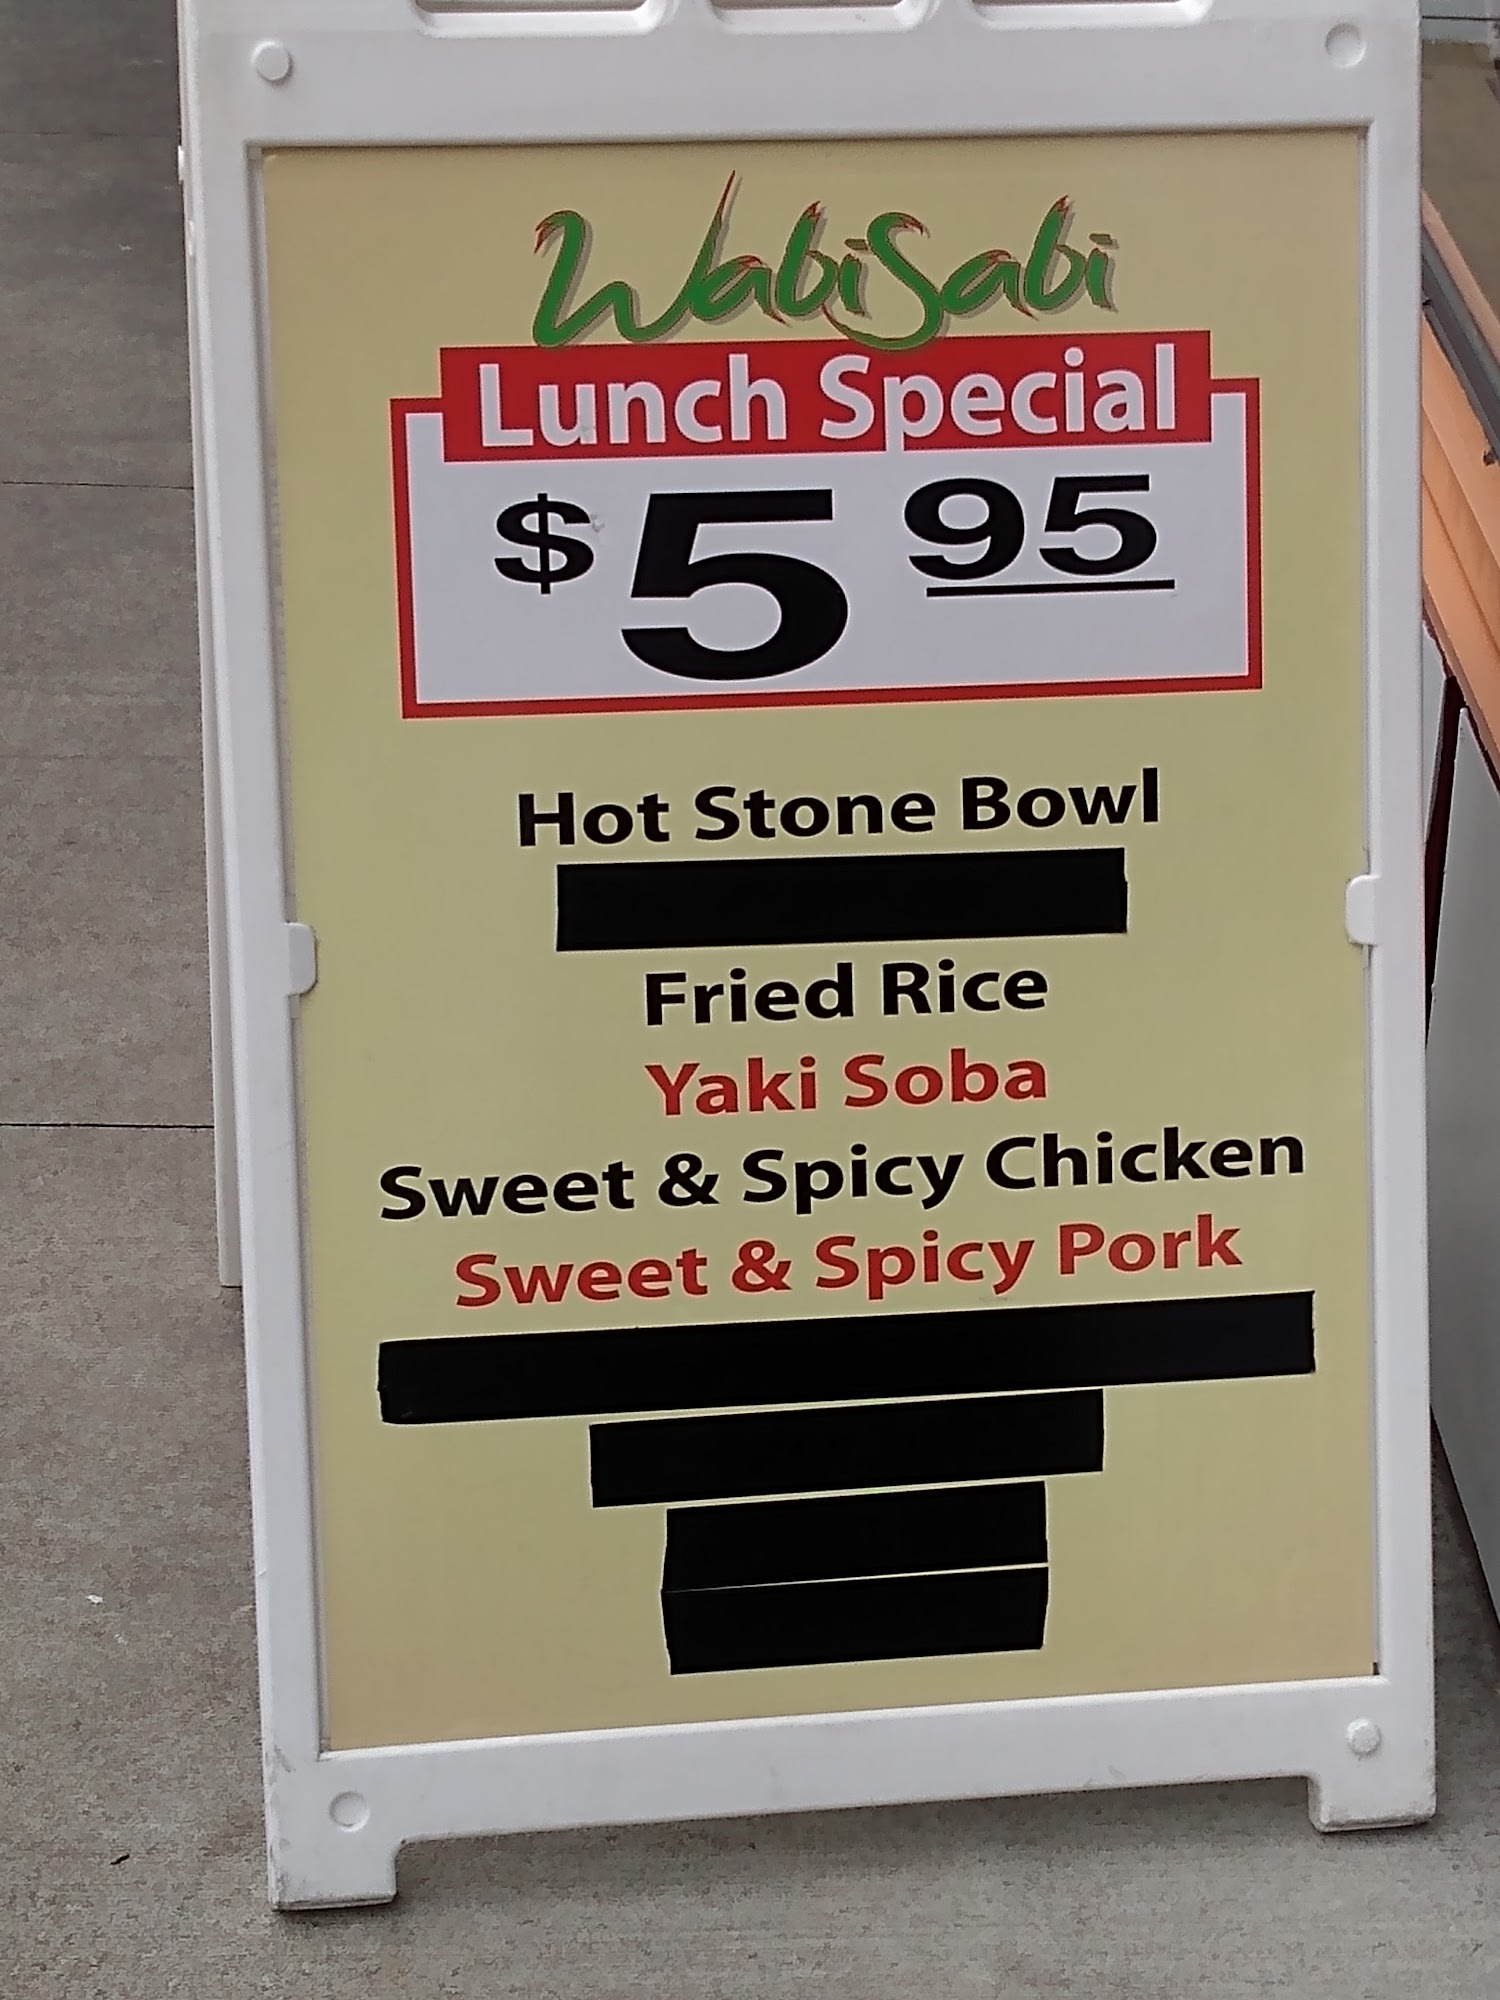 WabiSabi
Lunch Special
$5 95
Hot Stone Bowl
Fried Rice
Yaki Soba
Sweet & Spicy Chicken
Sweet & Spicy Pork